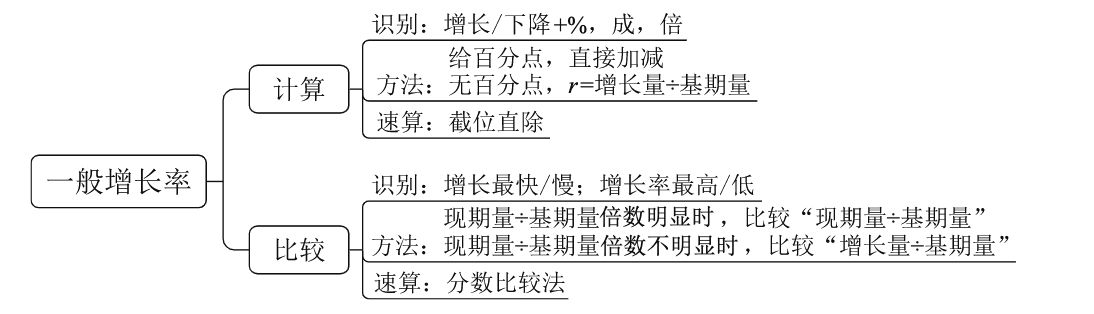 识别：增长/下降+%，成，倍
给百分点，直接加减
计算
方法：无百分点，r=增长量÷基期量
速算：截位直除
一般增长率
识别：增长最快/慢；增长率最高/低
现期量÷基期量倍数明显时，比较“现期量÷基期量”
比较
方法：现期量÷基期量倍数不明显时，比较“增长量÷基期量”
速算：分数比较法